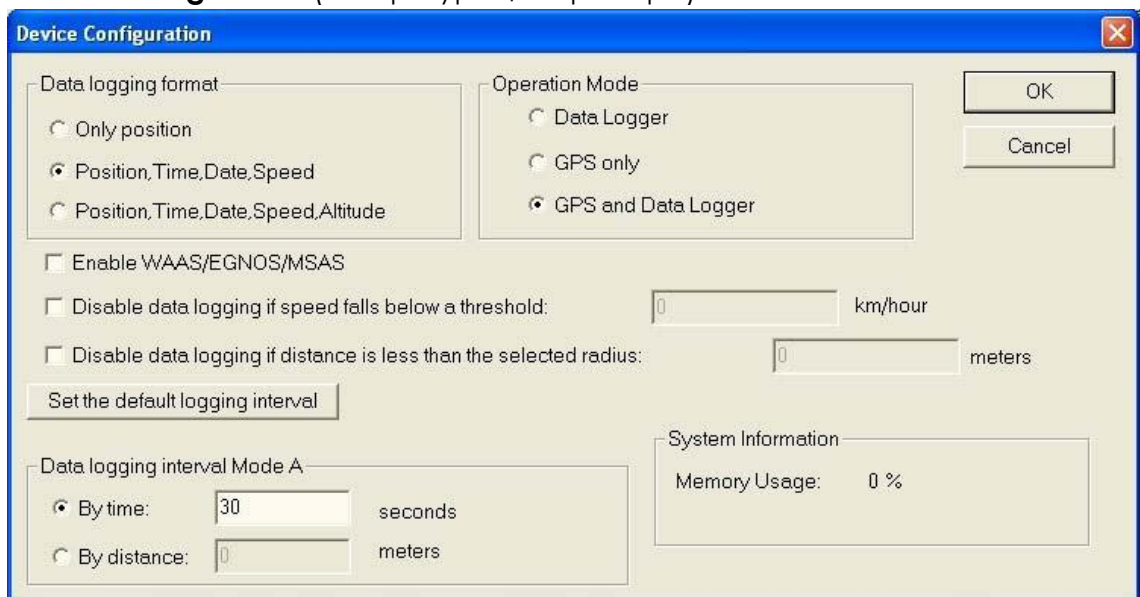 Device Configuration
Data logging format
Only position
Position,Time,Date,Speed
Position,Time,Date,Speed,Altitude
Operation Mode
Data Logger
GPS only
GPS and Data Logger
OK
Cancel
Enable WAAS/EGNOS/MSAS
Disable data logging if speed falls below a threshold: 0 km/hour
Disable data logging if distance is less than the selected radius: 0 meters
Set the default logging interval
Data logging interval Mode A
By time: 30 seconds
By distance: 0 meters
System Information
Memory Usage: 0 %